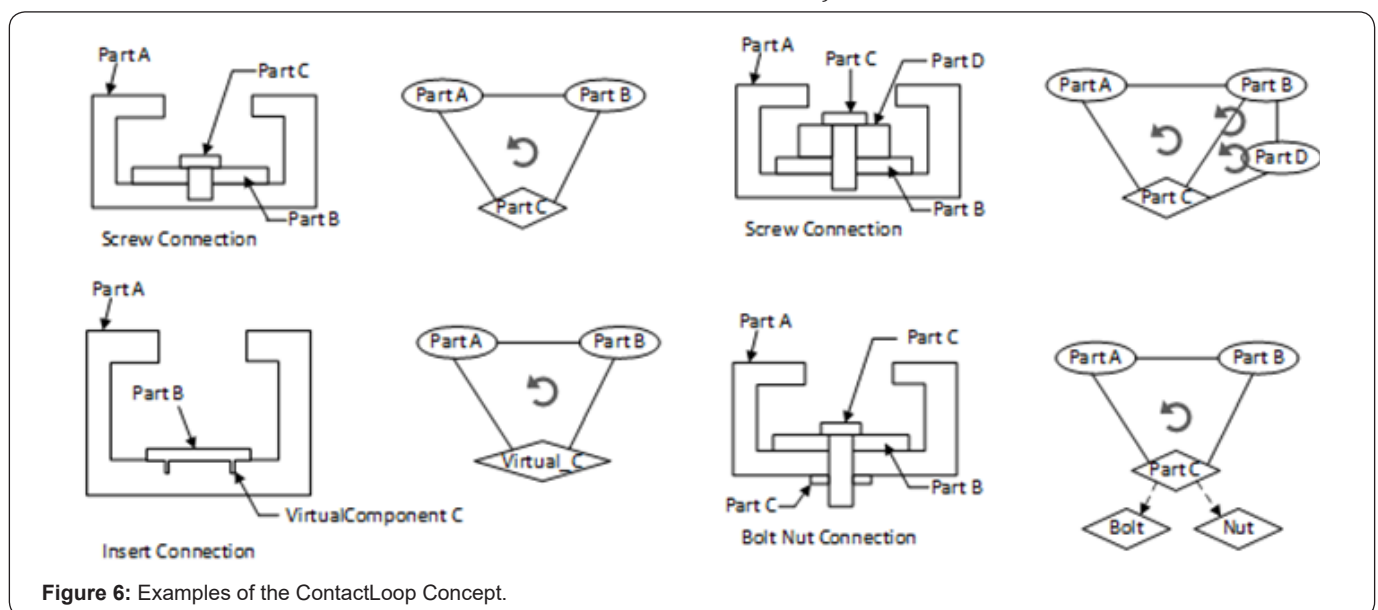 Part A
Part C
Part B
Screw Connection
Part A
Part B
Part C
Part A
Part C
Part D
Part B
Screw Connection
Part A
Part B
Part D
Part C
Part A
Part B
VirtualComponent C
Insert Connection
Part A
Part B
Virtual_C
Part A
Part C
Part B
Part C
Bolt Nut Connection
Part A
Part B
Part C
Bolt
Nut
Figure 6: Examples of the ContactLoop Concept.